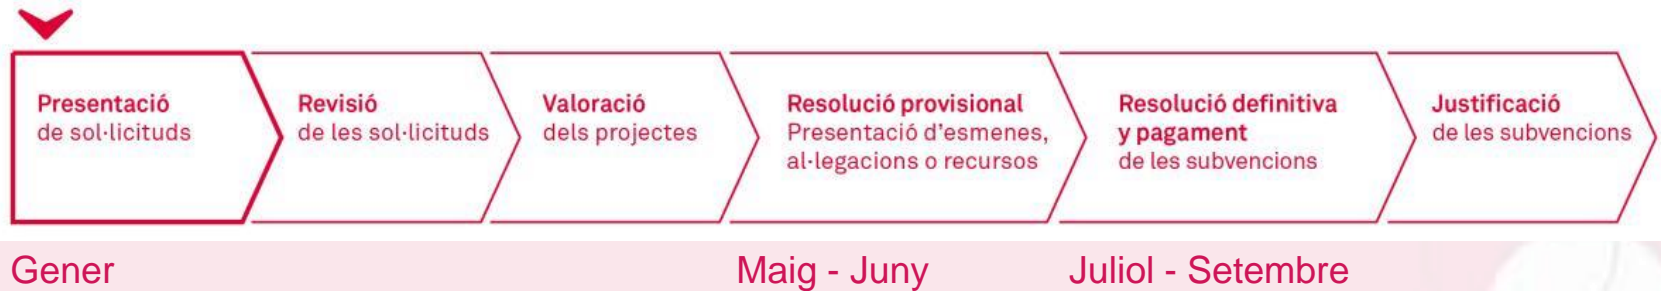 Presentació
de sol·licituds
Revisió
de les sol·licituds
Valoració
dels projectes
Resolució provisional
Presentació d'esmenes,
al·legacions o recursos
Resolució definitiva
y pagament
de les subvencions
Justificació
de les subvencions
Gener
Maig - Juny
Juliol - Setembre